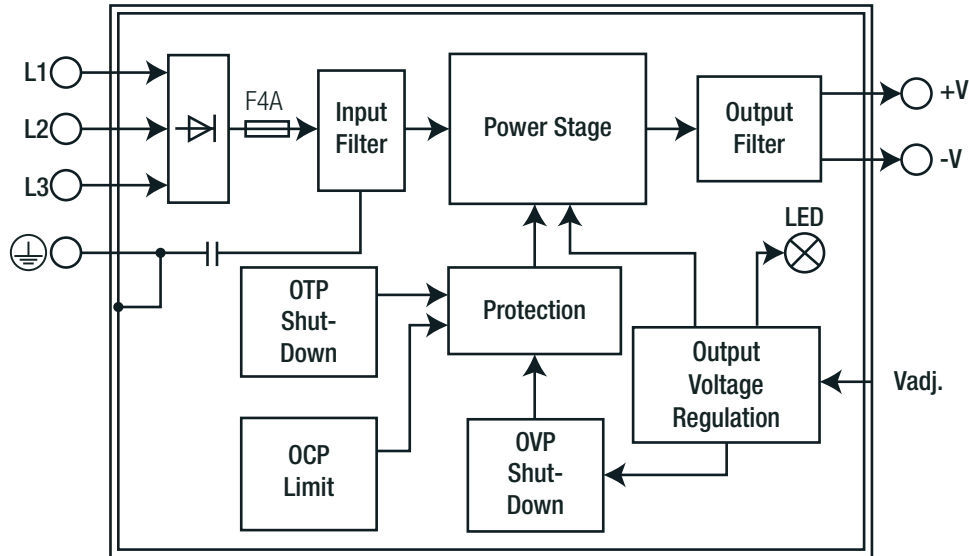 L1
L2
L3
F4A
Input
Filter
Power Stage
Output
Filter
+V
-V
LED
OTP
Shut-
Down
Protection
Output
Voltage
Regulation
Vadj.
OCP
Limit
OVP
Shut-
Down